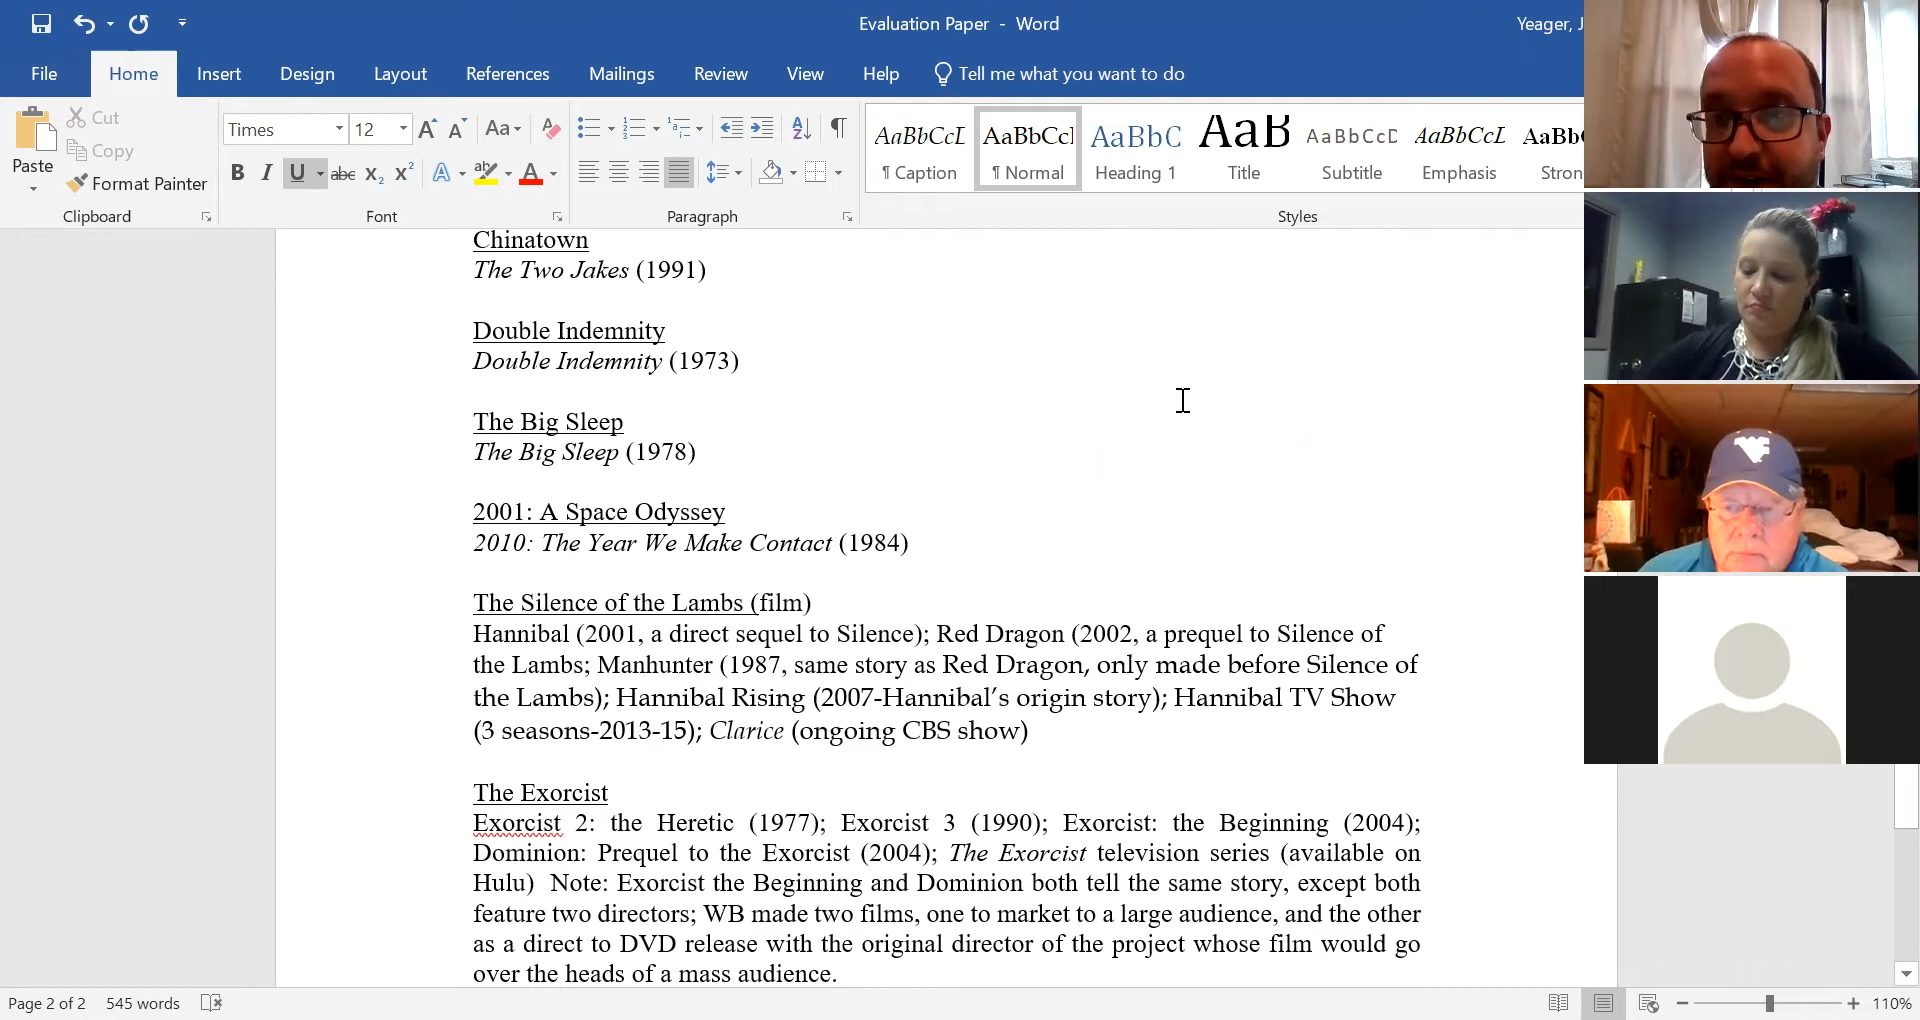 Evaluation Paper - Word
Yeager, J
File Home Insert Design Layout References Mailings Review View Help Tell me what you want to do
Paste
Cut
Copy
Format Painter
Clipboard
Times 12
Aa
B I U abc X2 X2 A ab A
Font
Paragraph
AaBbCcL AaBbCcI AaBbC AaB AaBbCcD AaBbCcL AaBb
¶ Caption ¶ Normal Heading 1 Title Subtitle Emphasis Stron
Styles
Chinatown
The Two Jakes (1991)
Double Indemnity
Double Indemnity (1973)
The Big Sleep
The Big Sleep (1978)
2001: A Space Odyssey
2010: The Year We Make Contact (1984)
The Silence of the Lambs (film)
Hannibal (2001, a direct sequel to Silence); Red Dragon (2002, a prequel to Silence of
the Lambs; Manhunter (1987, same story as Red Dragon, only made before Silence of
the Lambs); Hannibal Rising (2007-Hannibal’s origin story); Hannibal TV Show
(3 seasons-2013-15); Clarice (ongoing CBS show)
The Exorcist
Exorcist 2: the Heretic (1977); Exorcist 3 (1990); Exorcist: the Beginning (2004);
Dominion: Prequel to the Exorcist (2004); The Exorcist television series (available on
Hulu) Note: Exorcist the Beginning and Dominion both tell the same story, except both
feature two directors; WB made two films, one to market to a large audience, and the other
as a direct to DVD release with the original director of the project whose film would go
over the heads of a mass audience.
Page 2 of 2 545 words
110%